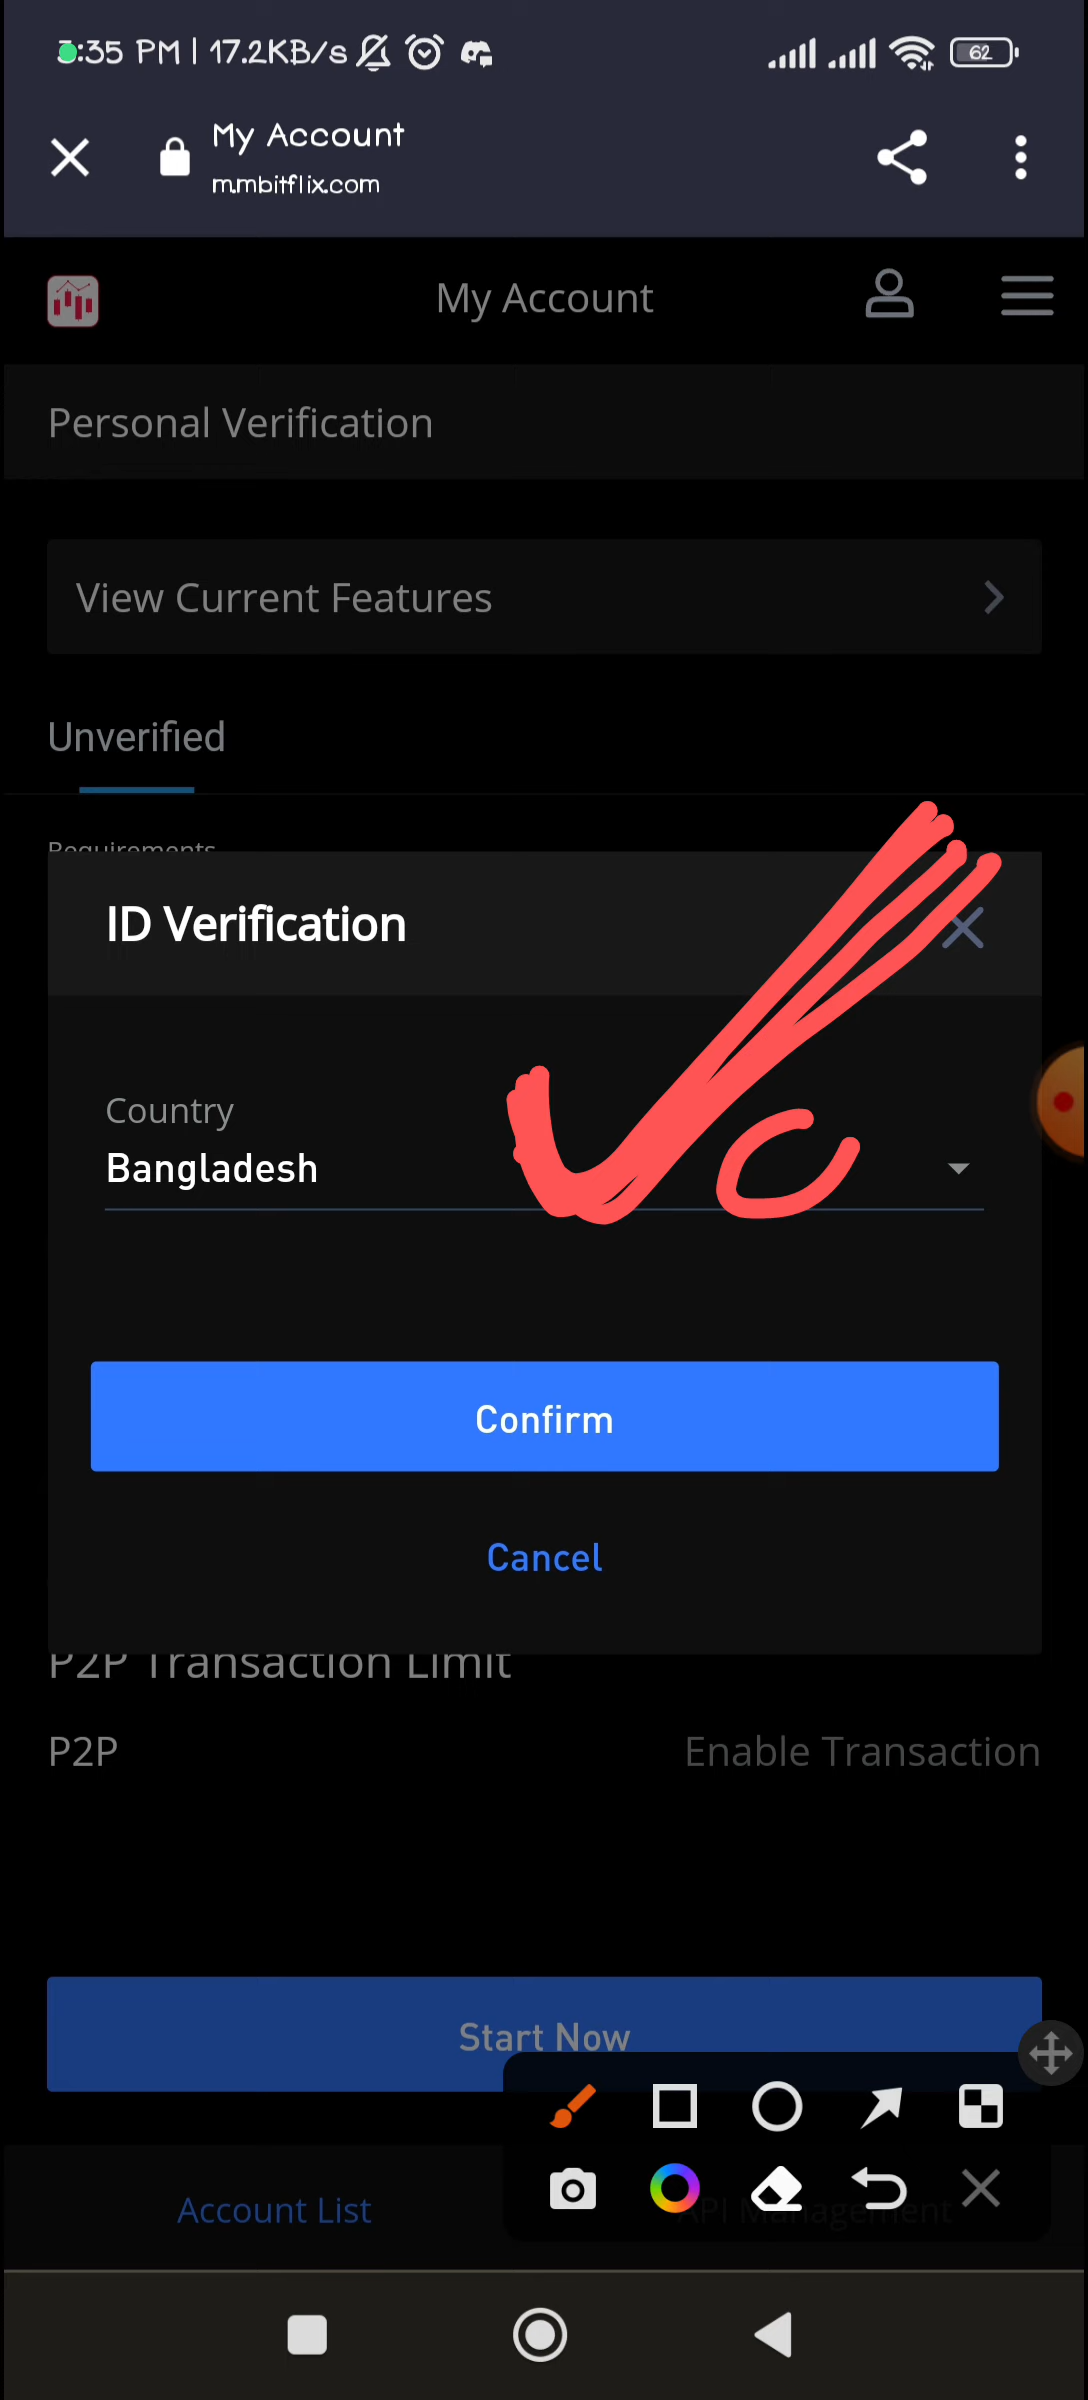 3:35 PM | 17.2KB/s
62
My Account
m.mbitflix.com
My Account
Personal Verification
View Current Features
Unverified
Requirements
ID Verification
Country
Bangladesh
Confirm
Cancel
P2P Transaction Limit
P2P Enable Transaction
Start Now
Account List API Management